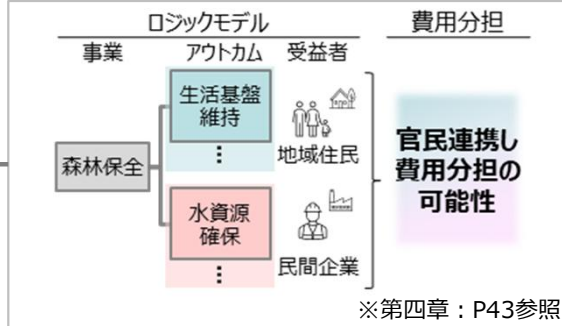 ロジックモデル
費用分担
事業
アウトカム
受益者
森林保全
生活基盤
維持
⋮
地域住民
水資源
確保
⋮
民間企業
官民連携し
費用分担の
可能性
※第四章：P43参照